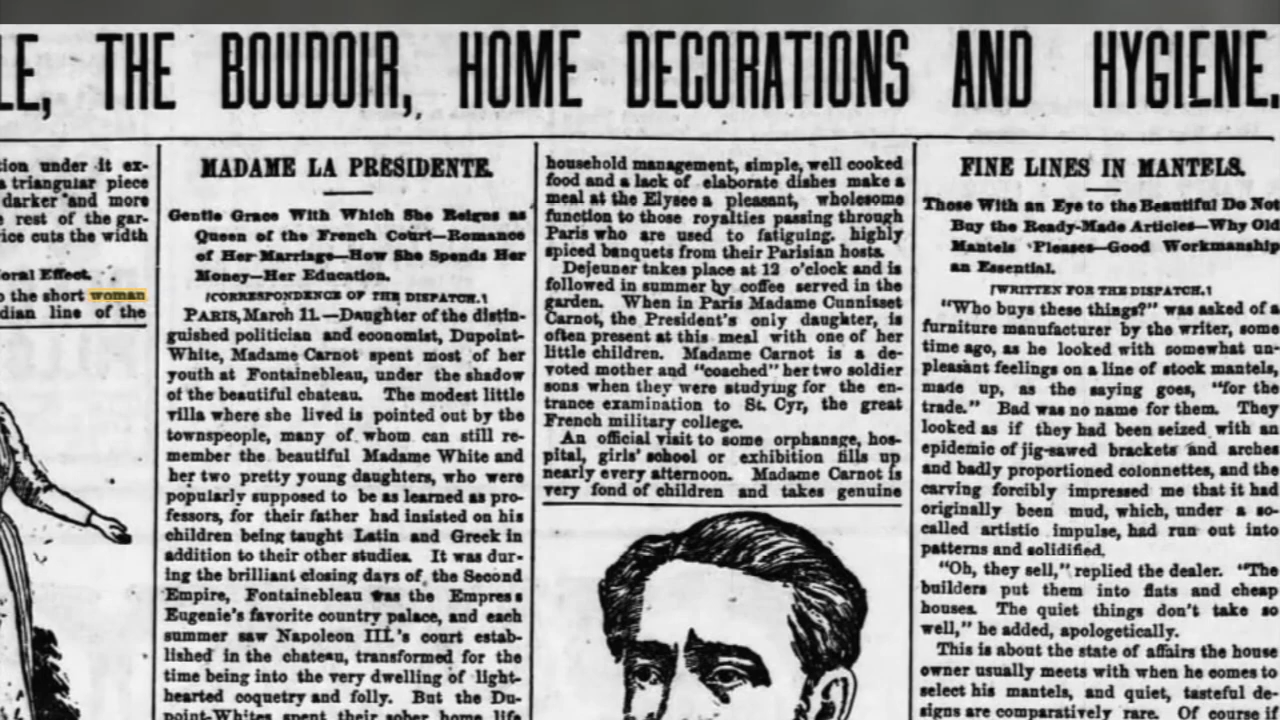 LE, THE BOUDOIR, HOME DECORATIONS AND HYGIENE.
tion under it ex-
a triangular piece
darker and more
e rest of the gar-
rice cuts the width
oral Effect.
o the short woman
dian line of the
MADAME LA PRESIDENTE.
Gentle Grace With Which She Reigns as
Queen of the French Court—Romance
of Her Marriage—How She Spends Her
Money—Her Education.
[CORRESPONDENCE OF THE DISPATCH.]
PARIS, March 11.—Daughter of the distin-
guished politician and economist, Dupoint-
White, Madame Carnot spent most of her
youth at Fontainebleau, under the shadow
of the beautiful chateau. The modest little
villa where she lived is pointed out by the
townspeople, many of whom can still re-
member the beautiful Madame White and
her two pretty young daughters, who were
popularly supposed to be as learned as pro-
fessors, for their father had insisted on his
children being taught Latin and Greek in
addition to their other studies. It was dur-
ing the brilliant closing days of the Second
Empire, Fontainebleau was the Empress
Eugenie's favorite country palace, and each
summer saw Napoleon III.'s court estab-
lished in the chateau, transformed for the
time being into the very dwelling of light-
hearted coquetry and folly. But the Du-
point-Whites spent their sober home life
household management, simple, well cooked
food and a lack of elaborate dishes make a
meal at the Elysee a pleasant, wholesome
function to those royalties passing through
Paris who are used to fatiguing, highly
spiced banquets from their Parisian hosts.
Dejeuner takes place at 12 o'clock and is
followed in summer by coffee served in the
garden. When in Paris Madame Cunnisset
Carnot, the President's only daughter, is
often present at this meal with one of her
little children. Madame Carnot is a de-
voted mother and "coached" her two soldier
sons when they were studying for the en-
trance examination to St. Cyr, the great
French military college.
An official visit to some orphanage, hos-
pital, girls' school or exhibition fills up
nearly every afternoon. Madame Carnot is
very fond of children and takes genuine
FINE LINES IN MANTELS.
Those With an Eye to the Beautiful Do Not
Buy the Ready-Made Articles—Why Old
Mantels Please—Good Workmanship
an Essential.
[WRITTEN FOR THE DISPATCH.]
"Who buys these things?" was asked of a
furniture manufacturer by the writer, some
time ago, as he looked with somewhat un-
pleasant feelings on a line of stock mantels,
made up, as the saying goes, "for the
trade." Bad was no name for them. They
looked as if they had been seized with an
epidemic of jig-sawed brackets and arches
and badly proportioned colonnettes, and the
carving forcibly impressed me that it had
originally been mud, which, under a so-
called artistic impulse, had run out into
patterns and solidified.
"Oh, they sell," replied the dealer. "The
builders put them into flats and cheap
houses. The quiet things don't take so
well," he added, apologetically.
This is about the state of affairs the house
owner usually meets with when he comes to
select his mantels, and quiet, tasteful de-
signs are comparatively rare. Of course if